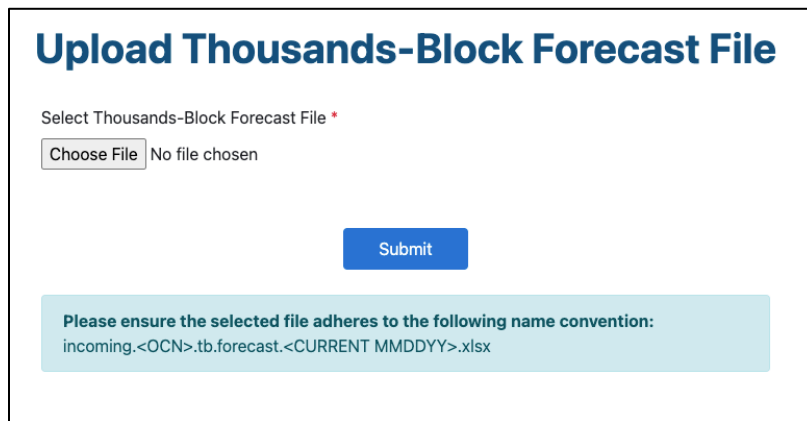 Upload Thousands-Block Forecast File
Select Thousands-Block Forecast File *
Choose File No file chosen
Submit
Please ensure the selected file adheres to the following name convention:
incoming.<OCN>.tb.forecast.<CURRENT MMDDYY>.xlsx